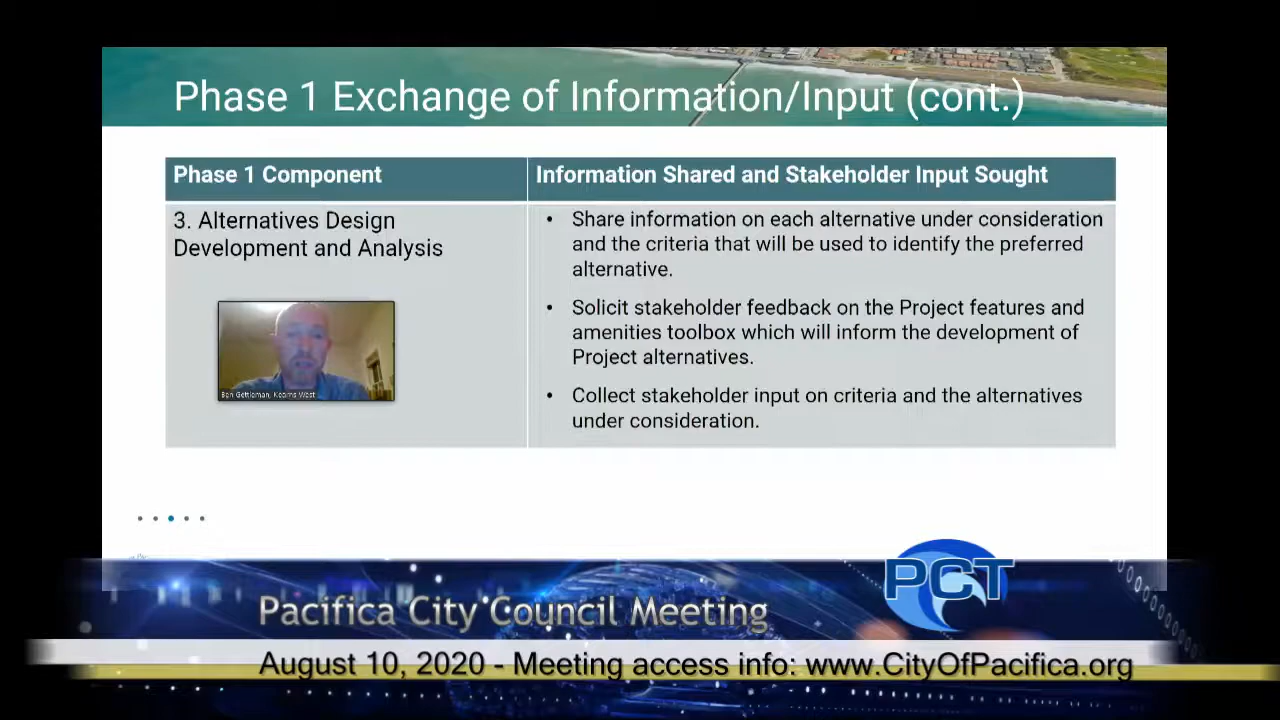 Phase 1 Exchange of Information/Input (cont.)
Phase 1 Component
Information Shared and Stakeholder Input Sought
3. Alternatives Design
Development and Analysis
• Share information on each alternative under consideration
and the criteria that will be used to identify the preferred
alternative.
• Solicit stakeholder feedback on the Project features and
amenities toolbox which will inform the development of
Project alternatives.
• Collect stakeholder input on criteria and the alternatives
under consideration.
Ben Gettleman, Kearns West
PCT
Pacifica City Council Meeting
August 10, 2020 - Meeting access info: www.CityOfPacifica.org